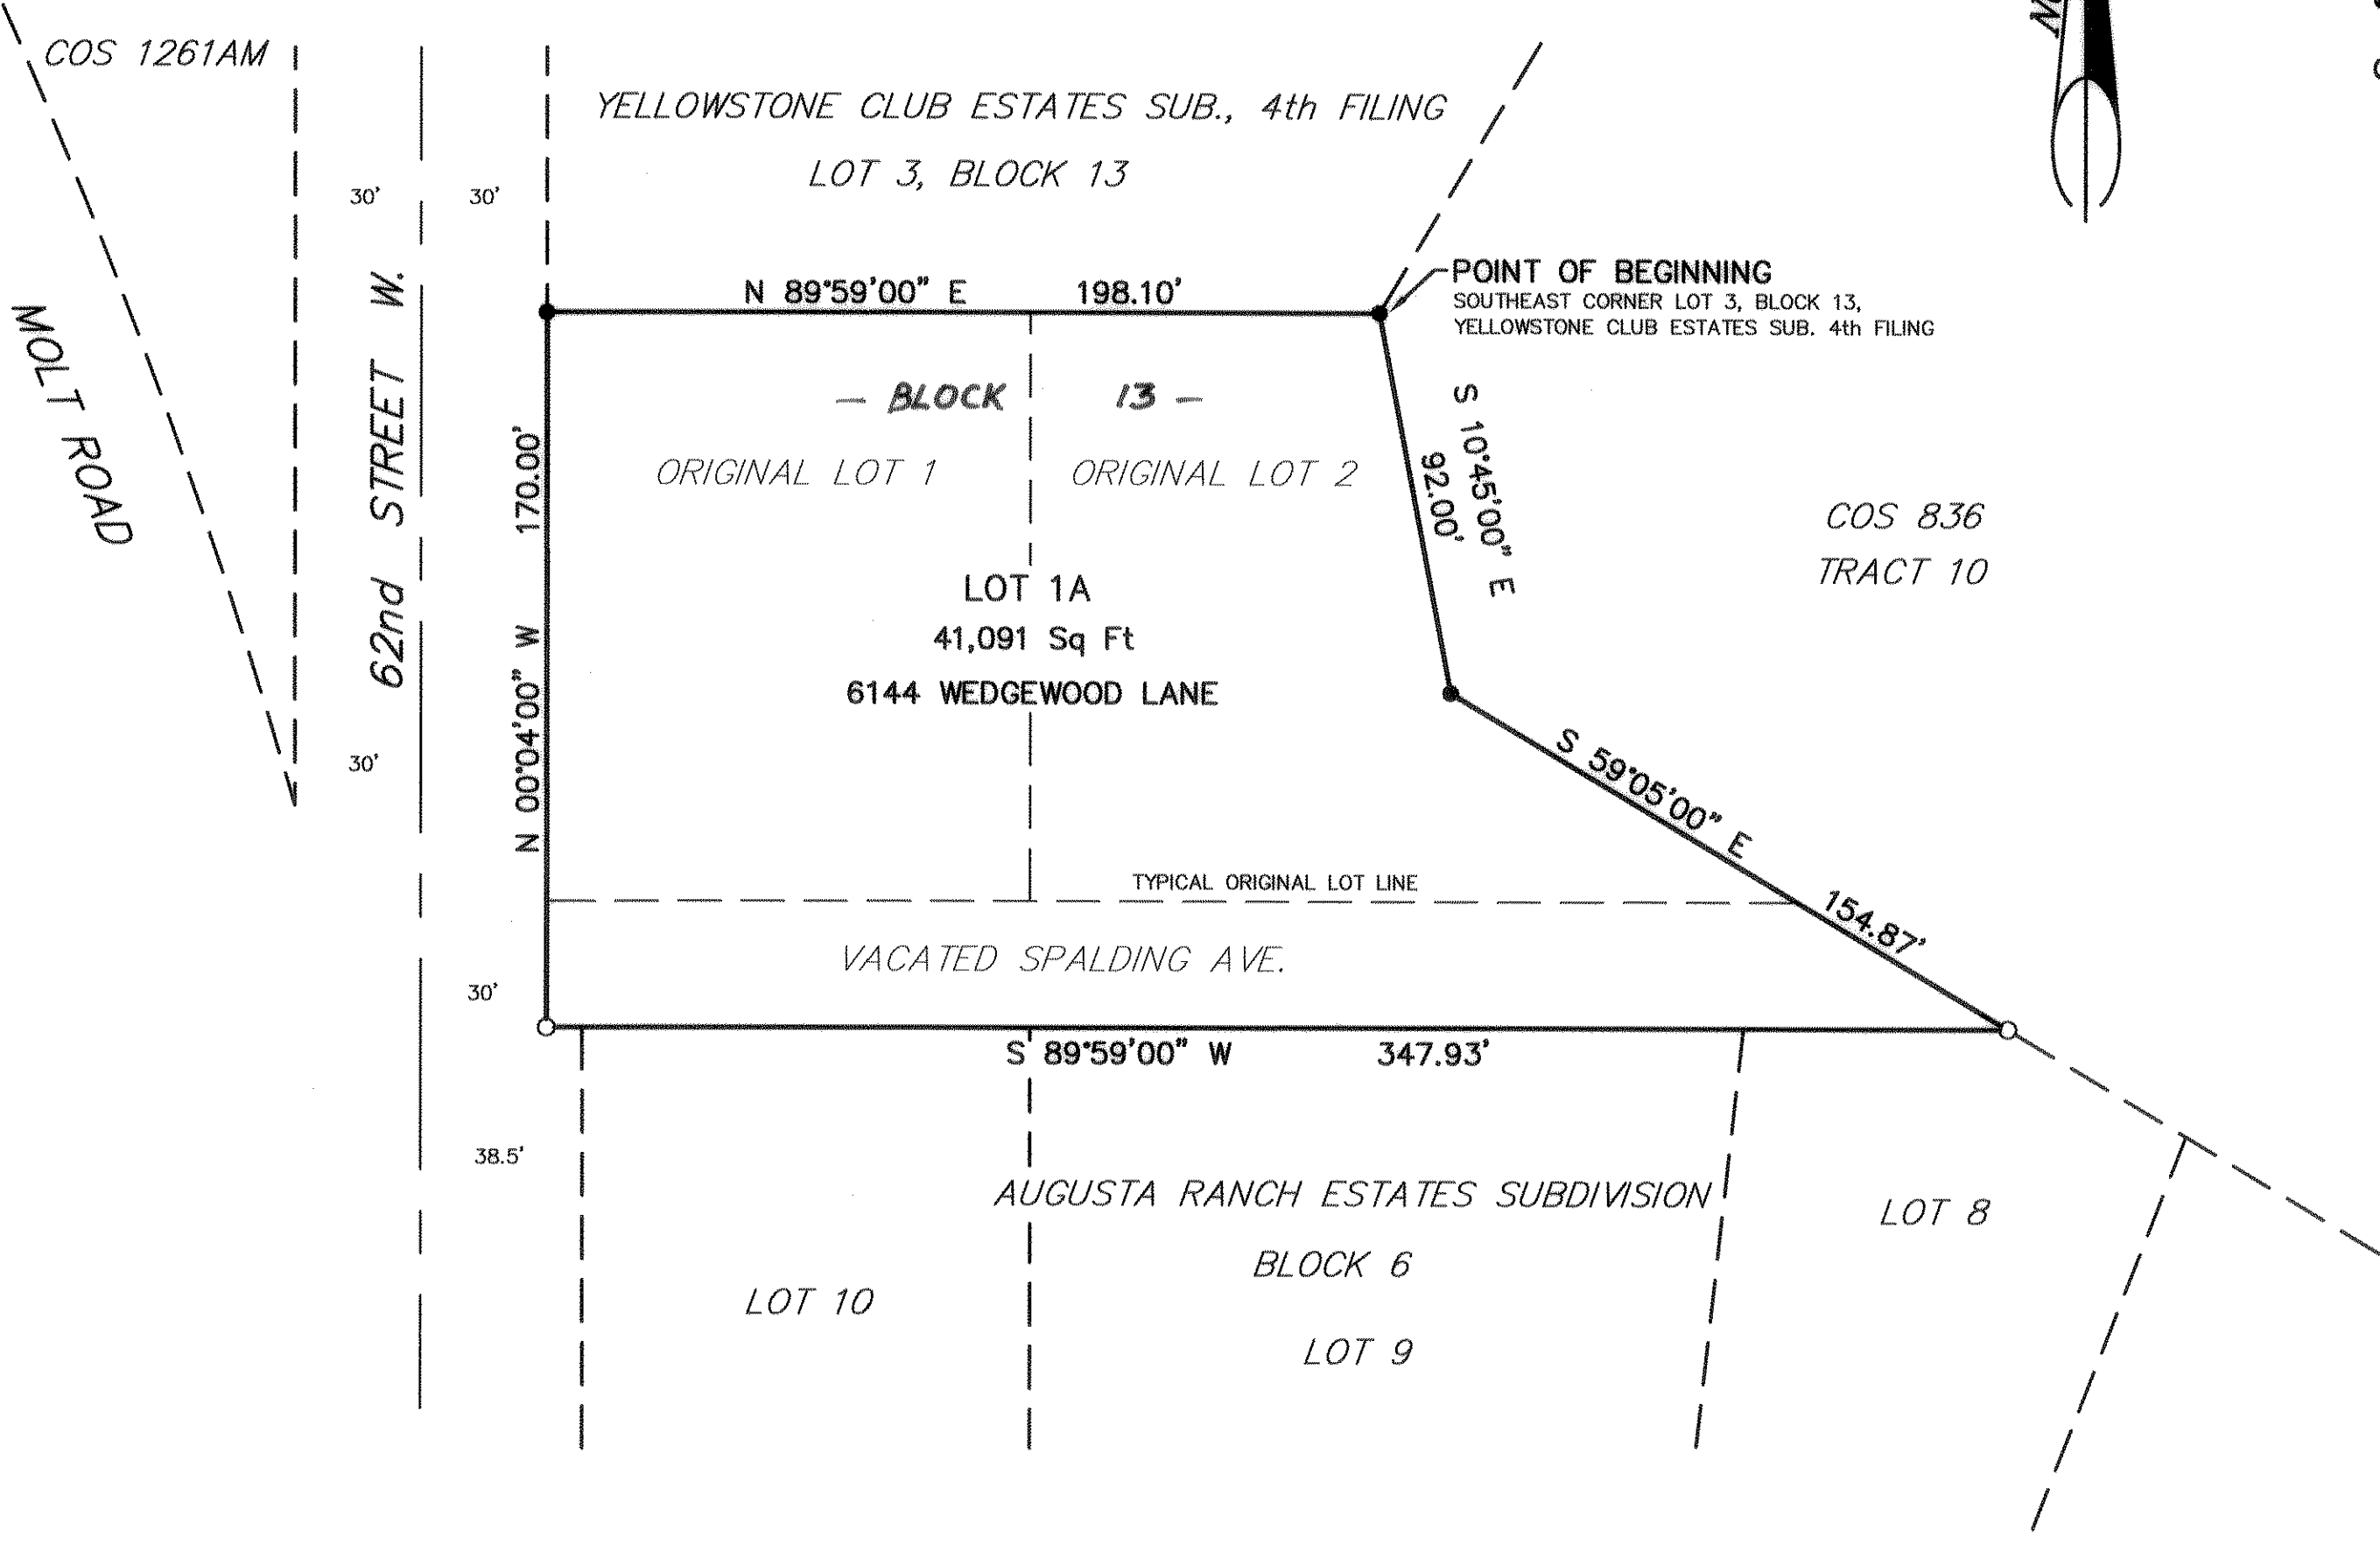 COS 1261AM
YELLOWSTONE CLUB ESTATES SUB., 4th FILING
LOT 3, BLOCK 13
30'
30'
MOLT ROAD
62nd STREET W.
N 89°59'00" E 198.10'
POINT OF BEGINNING
SOUTHEAST CORNER LOT 3, BLOCK 13,
YELLOWSTONE CLUB ESTATES SUB. 4th FILING
— BLOCK 13 —
ORIGINAL LOT 1
ORIGINAL LOT 2
S 10°45'00" E
92.00'
COS 836
TRACT 10
N 00°04'00" W 170.00'
LOT 1A
41,091 Sq Ft
6144 WEDGEWOOD LANE
30'
S 59°05'00" E 154.87'
TYPICAL ORIGINAL LOT LINE
VACATED SPALDING AVE.
30'
S 89°59'00" W 347.93'
38.5'
AUGUSTA RANCH ESTATES SUBDIVISION
BLOCK 6
LOT 8
LOT 10
LOT 9